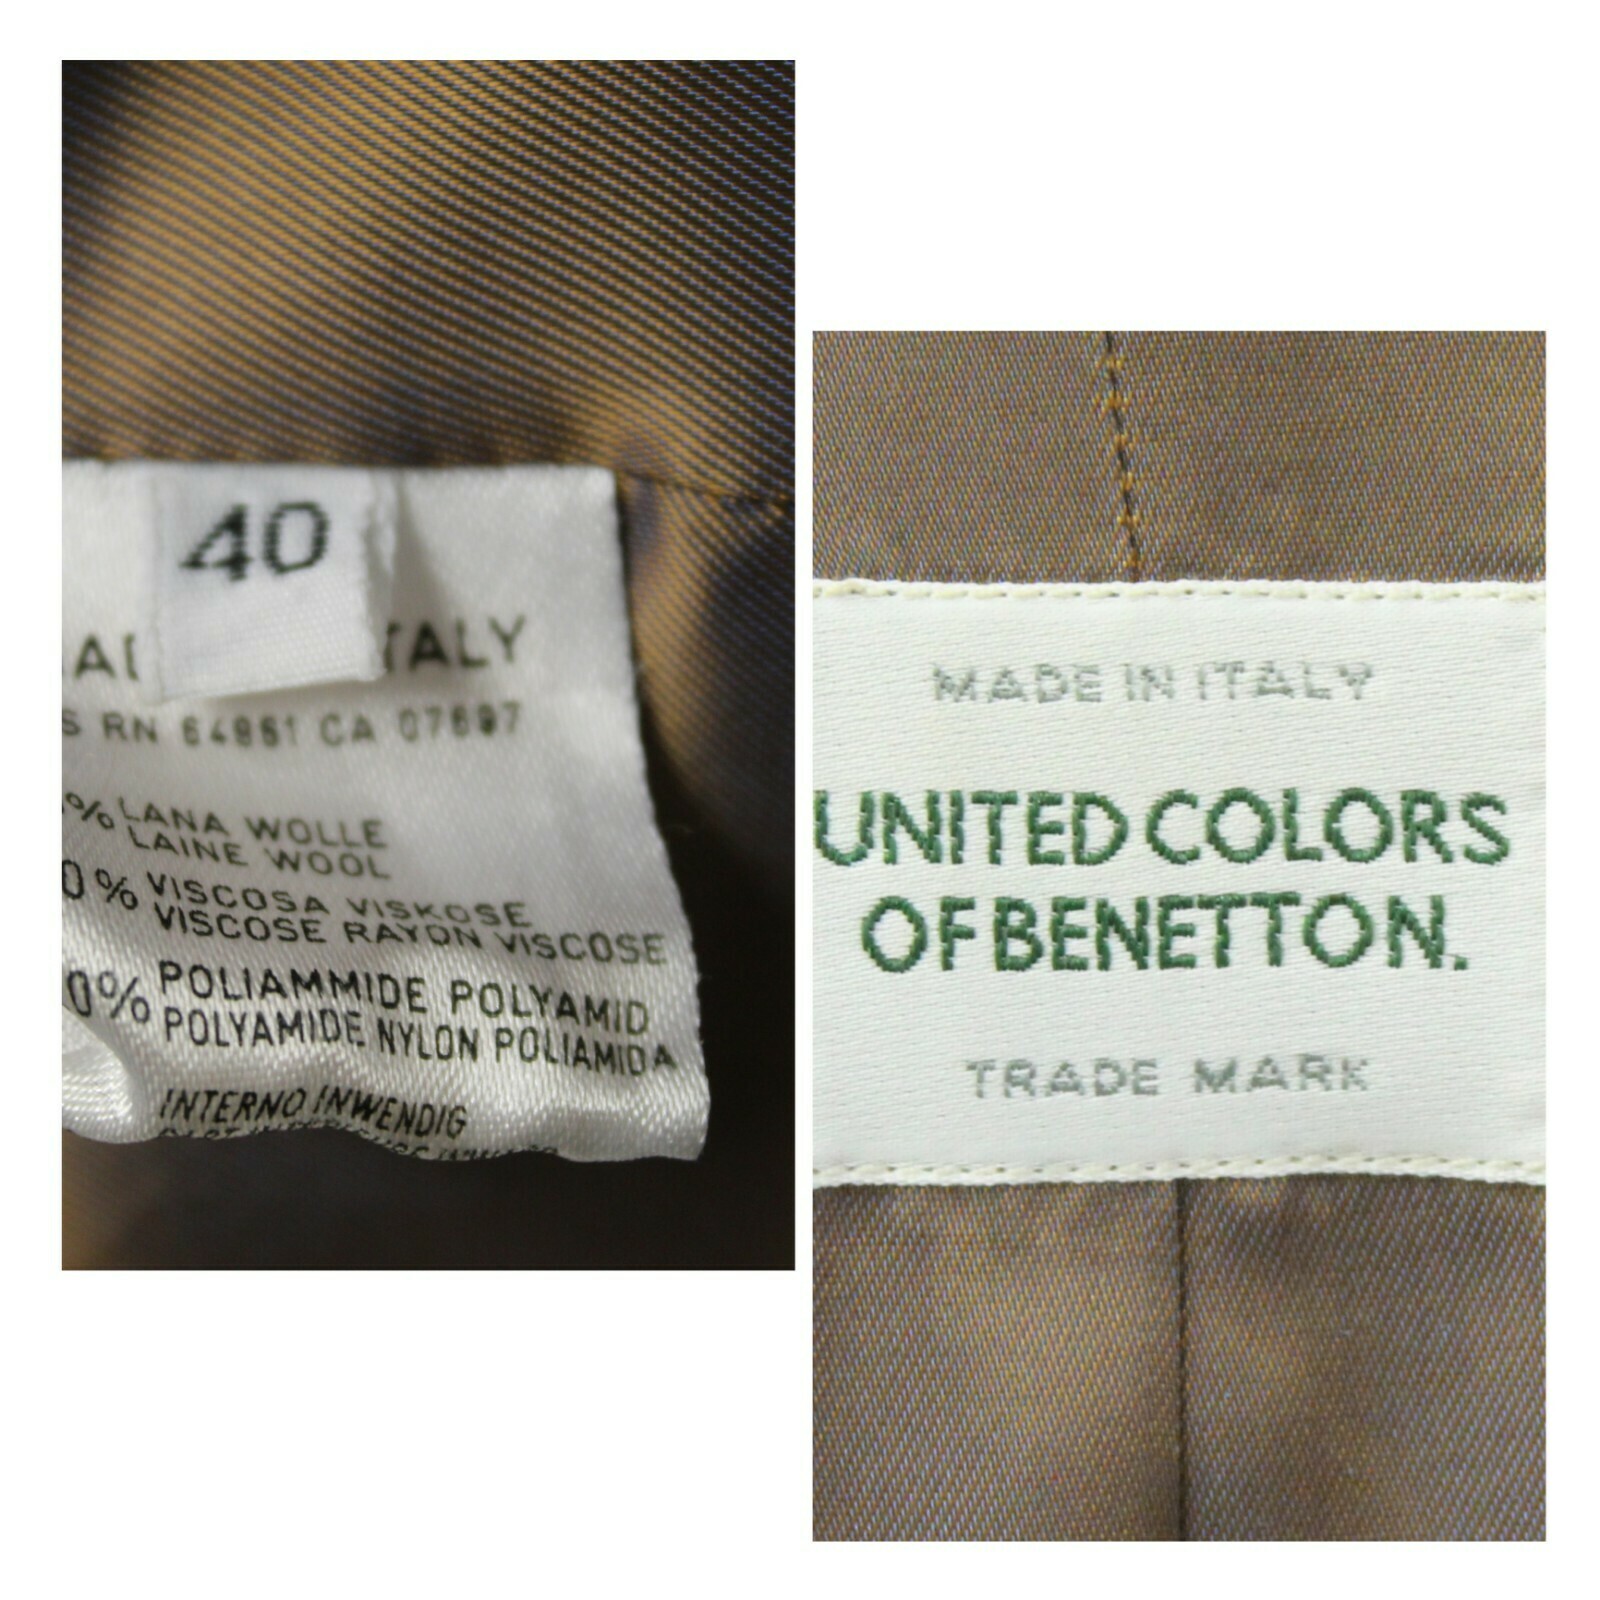 40
ITALY
RN 64861 CA 07697
% LANA WOLLE
LAINE WOOL
0% VISCOSA VISKOSE
VISCOSE RAYON VISCOSE
0% POLIAMMIDE POLYAMID
POLYAMIDE NYLON POLIAMIDA
INTERNO INWENDIG
MADE IN ITALY
UNITED COLORS
OF BENETTON.
TRADE MARK